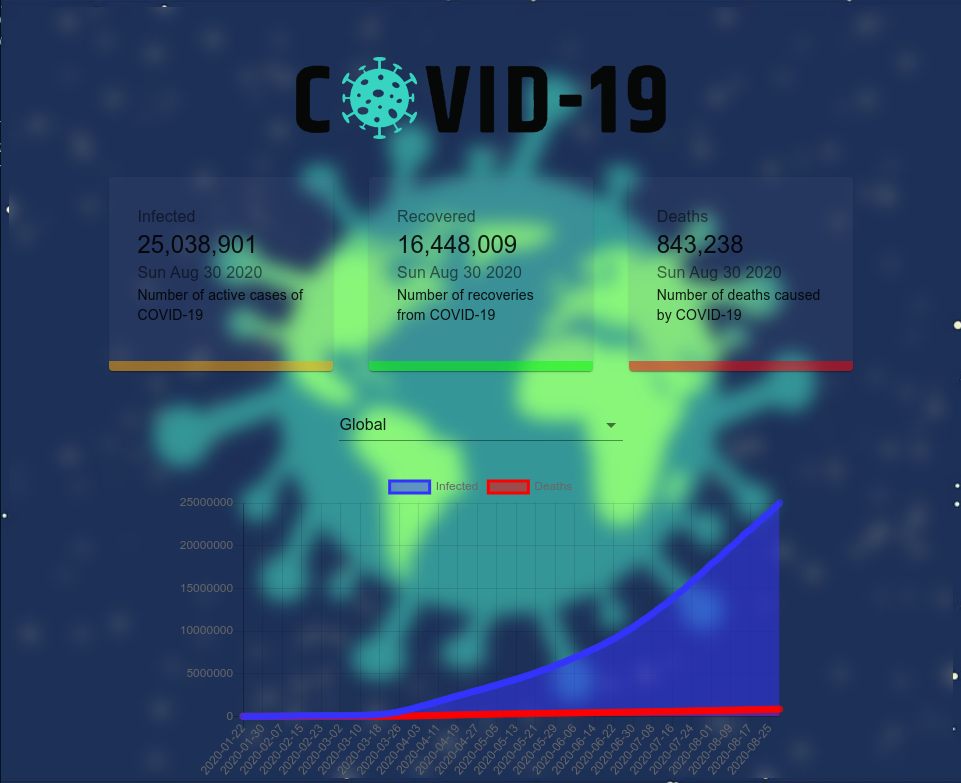 COVID-19
Infected
25,038,901
Sun Aug 30 2020
Number of active cases of
COVID-19
Recovered
16,448,009
Sun Aug 30 2020
Number of recoveries
from COVID-19
Deaths
843,238
Sun Aug 30 2020
Number of deaths caused
by COVID-19
Global
Infected
Deaths
25000000
20000000
15000000
10000000
5000000
0
2020-01-22
2020-01-30
2020-02-07
2020-02-15
2020-02-23
2020-03-02
2020-03-10
2020-03-18
2020-03-26
2020-04-03
2020-04-11
2020-04-19
2020-04-27
2020-05-05
2020-05-13
2020-05-21
2020-05-29
2020-06-06
2020-06-14
2020-06-22
2020-06-30
2020-07-08
2020-07-16
2020-07-24
2020-08-01
2020-08-09
2020-08-17
2020-08-25